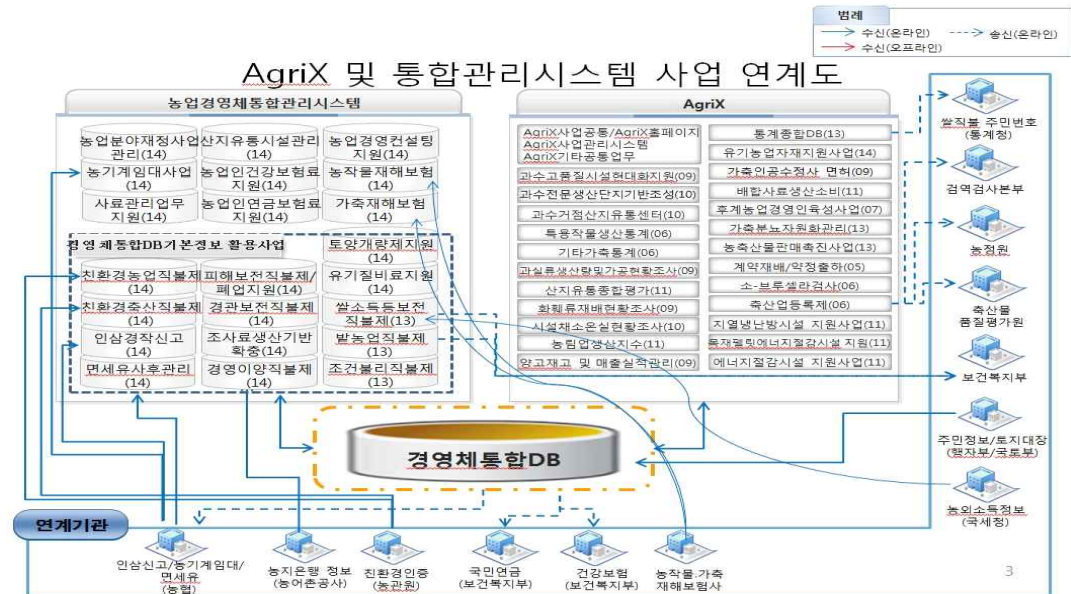 범례
수신(온라인)
송신(온라인)
수신(오프라인)
AgriX 및 통합관리시스템 사업 연계도
농업경영체통합관리시스템
농업분야재정사업
관리(14)
산지유통시설관리
(14)
농업경영컨설팅
지원(14)
농기계임대사업
(14)
농업인건강보험료
지원(14)
농작물재해보험
(14)
사료관리업무
지원(14)
농업인연금보험료
지원(14)
가축재해보험
(14)
경영체통합DB기본정보 활용사업
토양개량제지원
(14)
친환경농업직불제
(14)
피해보전직불제/
폐업지원(14)
유기질비료지원
(14)
친환경축산직불제
(14)
경관보전직불제
(14)
쌀소득등보전
직불제(13)
인삼경작신고
(14)
조사료생산기반
확충(14)
밭농업직불제
(13)
면세유사후관리
(14)
경영이양직불제
(14)
조건불리직불제
(13)
AgriX
AgriX사업공통/AgriX홈페이지
AgriX사업관리시스템
AgriX기타공통업무
과수고품질시설현대화지원(09)
과수전문생산단지기반조성(10)
과수거점산지유통센터(10)
특용작물생산통계(06)
기타가축통계(06)
과실류생산량및가공현황조사(09)
산지유통종합평가(11)
화훼류재배현황조사(09)
시설채소온실현황조사(10)
농림업생산지수(11)
양고재고 및 매출실적관리(09)
통계종합DB(13)
유기농업자재지원사업(14)
가축인공수정사 면허(09)
배합사료생산소비(11)
후계농업경영인육성사업(07)
가축분뇨자원화관리(13)
농축산물판매촉진사업(13)
계약재배/약정출하(05)
소-브루셀라검사(06)
축산업등록제(06)
지열냉난방시설 지원사업(11)
목재펠릿에너지절감시설 지원(11)
에너지절감시설 지원사업(11)
쌀직불 주민번호
(통계청)
검역검사본부
농정원
축산물
품질평가원
보건복지부
주민정보/토지대장
(행자부/국토부)
농외소득정보
(국세청)
경영체통합DB
연계기관
인삼신고/농기계임대/
면세유
(농협)
농지은행 정보
(농어촌공사)
친환경인증
(농관원)
국민연금
(보건복지부)
건강보험
(보건복지부)
농작물.가축
재해보험사
3